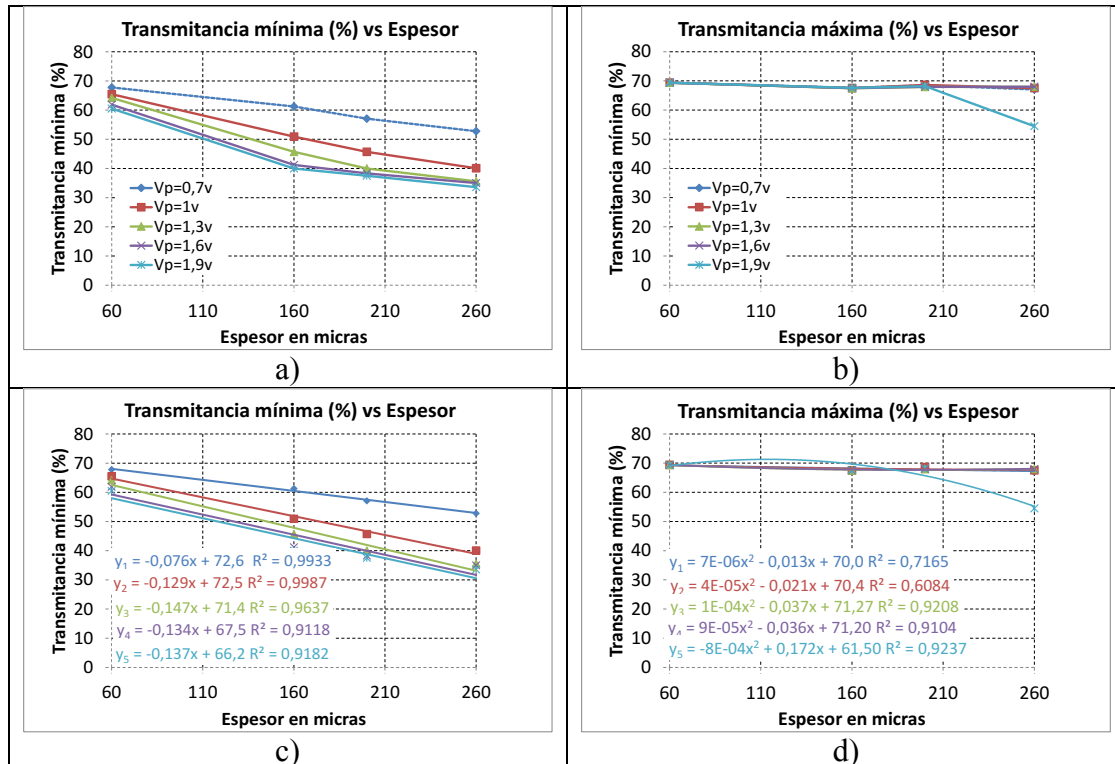 Transmitancia mínima (%) vs Espesor
Transmitancia mínima (%)
80
70
60
50
40
30
20
10
0
Vp=0,7v
Vp=1v
Vp=1,3v
Vp=1,6v
Vp=1,9v
60 110 160 210 260
Espesor en micras
a)
Transmitancia máxima (%) vs Espesor
Transmitancia mínima (%)
80
70
60
50
40
30
20
10
0
Vp=0,7v
Vp=1v
Vp=1,3v
Vp=1,6v
Vp=1,9v
60 110 160 210 260
Espesor en micras
b)
Transmitancia mínima (%) vs Espesor
Transmitancia mínima (%)
80
70
60
50
40
30
20
10
0
y₁ = -0,076x + 72,6 R² = 0,9933
y₂ = -0,129x + 72,5 R² = 0,9987
y₃ = -0,147x + 71,4 R² = 0,9637
y₄ = -0,134x + 67,5 R² = 0,9118
y₅ = -0,137x + 66,2 R² = 0,9182
60 110 160 210 260
Espesor en micras
c)
Transmitancia máxima (%) vs Espesor
Transmitancia mínima (%)
80
70
60
50
40
30
20
10
0
y₁ = 7E-06x² - 0,013x + 70,0 R² = 0,7165
y₂ = 4E-05x² - 0,021x + 70,4 R² = 0,6084
y₃ = 1E-04x² - 0,037x + 71,27 R² = 0,9208
y₄ = 9E-05x² - 0,036x + 71,20 R² = 0,9104
y₅ = -8E-04x² + 0,172x + 61,50 R² = 0,9237
60 110 160 210 260
Espesor en micras
d)